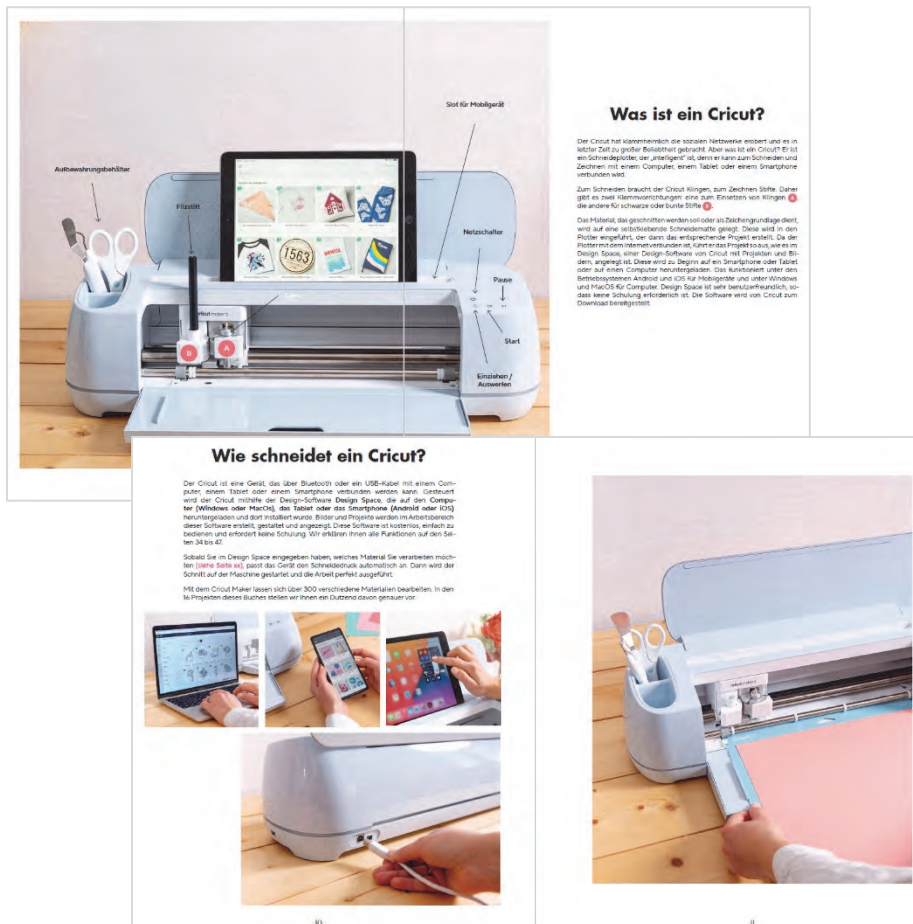 Slot für Mobilgerät
Aufbewahrungsbehälter
Filzstift
Netzschalter
Pause
Start
Einziehen /
Auswerfen
1563
B
A
Was ist ein Cricut?
Der Cricut hat klammheimlich die sozialen Netzwerke erobert und es in
letzter Zeit zu großer Beliebtheit gebracht. Aber was ist ein Cricut? Er ist
ein Schneideplotter, der „intelligent“ ist, denn er kann zum Schneiden und
Zeichnen mit einem Computer, einem Tablet oder einem Smartphone
verbunden werden.
Zum Schneiden braucht der Cricut Klingen, zum Zeichnen Stifte. Daher
gibt es zwei Klemmvorrichtungen: eine zum Einsetzen von Klingen A,
die andere für schwarze oder bunte Stifte B.
Das Material, das geschnitten werden soll oder als Zeichengrundlage dient,
wird auf eine selbstklebende Schneidematte gelegt. Diese wird in den
Plotter eingeführt, der dann das entsprechende Projekt erstellt. Da der
Plotter mit dem Internet verbunden ist, führt er das Projekt so aus, wie es im
Design Space, einer Design-Software von Cricut mit Projekten und Bil-
dern, angelegt ist. Diese wird zu Beginn auf ein Smartphone oder Tablet
oder auf einen Computer heruntergeladen. Das funktioniert unter den
Betriebssystemen Android und iOS für Mobilgeräte und unter Windows
und MacOS für Computer. Design Space ist sehr benutzerfreundlich, so-
dass keine Schulung erforderlich ist. Die Software wird von Cricut zum
Download bereitgestellt.
Wie schneidet ein Cricut?
Der Cricut ist eine Gerät, das über Bluetooth oder ein USB-Kabel mit einem Com-
puter, einem Tablet oder einem Smartphone verbunden werden kann. Gesteuert
wird der Cricut mithilfe der Design-Software Design Space, die auf den Compu-
ter (Windows oder MacOs), das Tablet oder das Smartphone (Android oder iOS)
heruntergeladen und dort installiert wurde. Bilder und Projekte werden im Arbeitsbereich
dieser Software erstellt, gestaltet und angezeigt. Diese Software ist kostenlos, einfach zu
bedienen und erfordert keine Schulung. Wir erklären Ihnen alle Funktionen auf den Sei-
ten 34 bis 47.
Sobald Sie im Design Space eingegeben haben, welches Material Sie verarbeiten möch-
ten (siehe Seite xx), passt das Gerät den Schneidedruck automatisch an. Dann wird der
Schnitt auf der Maschine gestartet und die Arbeit perfekt ausgeführt.
Mit dem Cricut Maker lassen sich über 300 verschiedene Materialien bearbeiten. In den
16 Projekten dieses Buches stellen wir Ihnen ein Dutzend davon genauer vor.
10
11